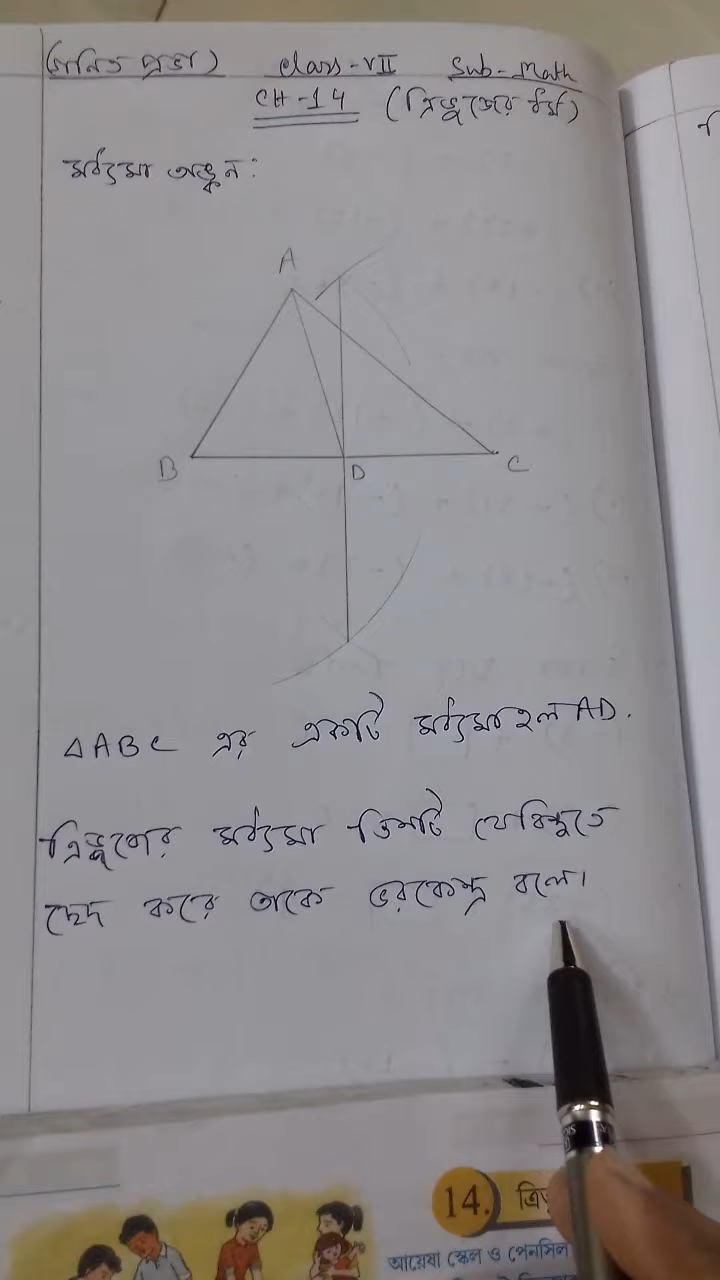 (গনিত প্রভা) Class-VII Sub-Math
CH-14 (ত্রিভুজের ধর্ম)
মধ্যমা অঙ্কন:
A
B
D
C
△ABC এর একটি মধ্যমা হল AD.
ত্রিভুজের মধ্যমা তিনটি যে বিন্দুতে
ছেদ করে তাকে ভরকেন্দ্র বলে।
14.
আয়েষা স্কেল ও পেনসিল